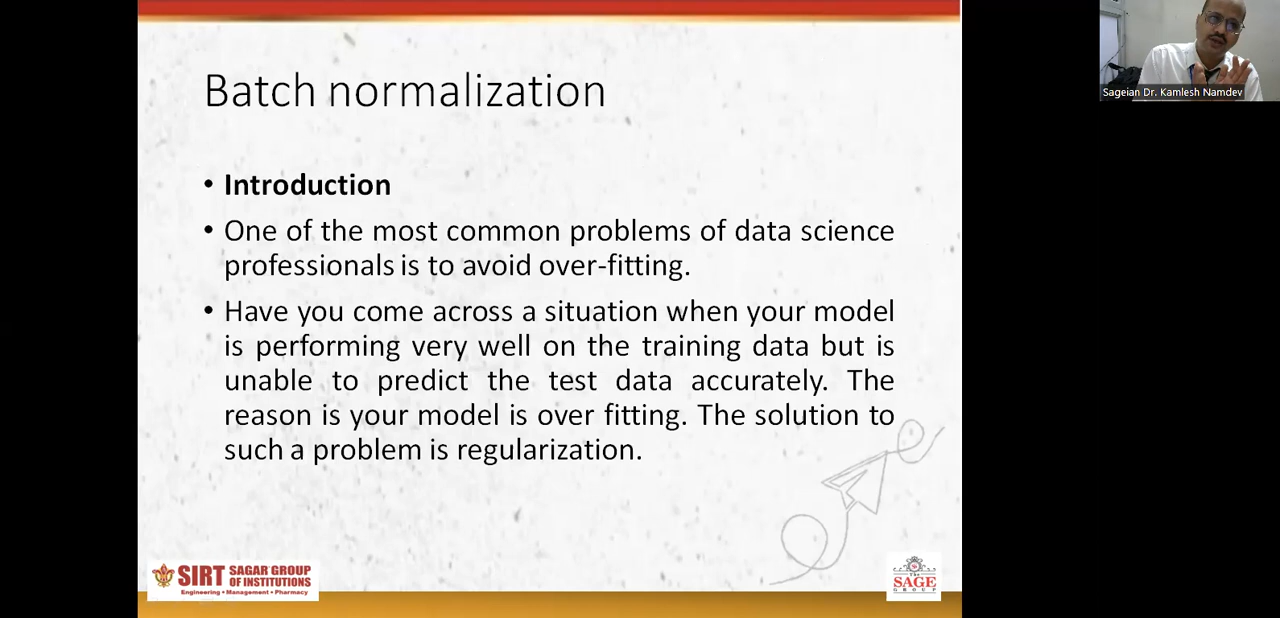 Batch normalization
• Introduction
• One of the most common problems of data science
professionals is to avoid over-fitting.
• Have you come across a situation when your model
is performing very well on the training data but is
unable to predict the test data accurately. The
reason is your model is over fitting. The solution to
such a problem is regularization.
SIRT SAGAR GROUP
OF INSTITUTIONS
Engineering • Management • Pharmacy
The
SAGE
GROUP
Sageian Dr. Kamlesh Namdev